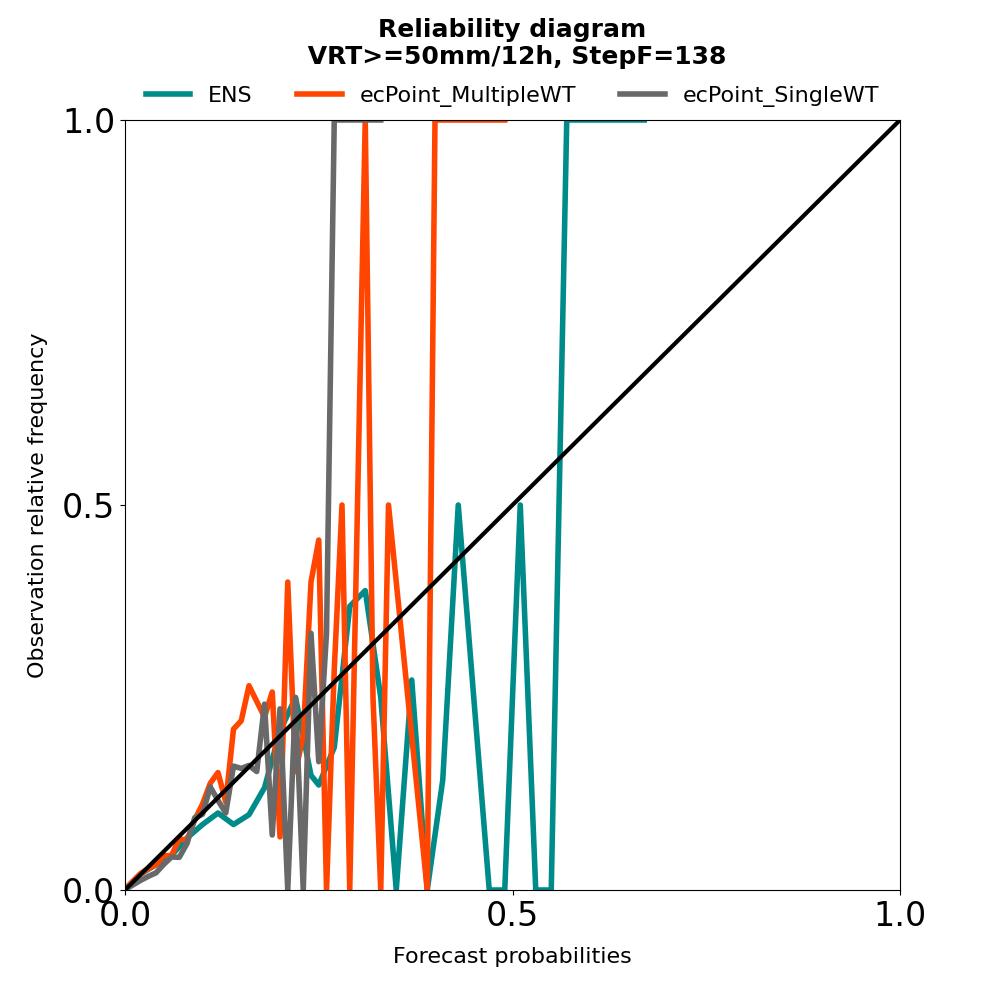 Reliability diagram
VRT>=50mm/12h, StepF=138
ENS ecPoint_MultipleWT ecPoint_SingleWT
1.0
0.5
0.0
Observation relative frequency
0.0 0.5 1.0
Forecast probabilities